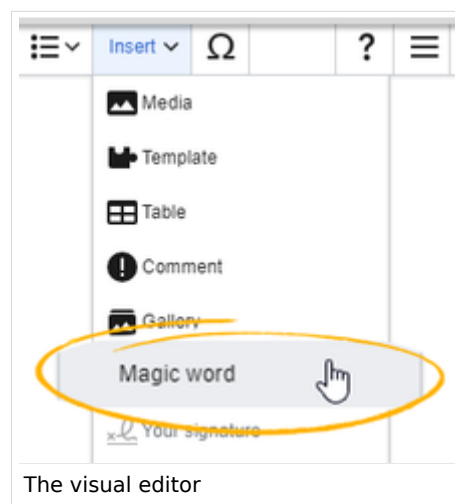 Insert Ω ?
Media
Template
Table
Comment
Gallery
Magic word
Your signature
The visual editor